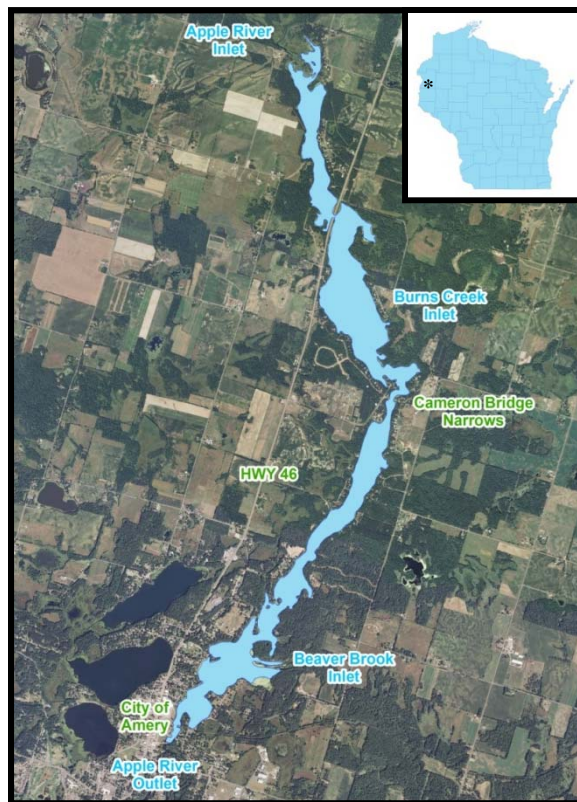 Apple River
Inlet
*
Burns Creek
Inlet
Cameron Bridge
Narrows
HWY 46
Beaver Brook
Inlet
City of
Amery
Apple River
Outlet